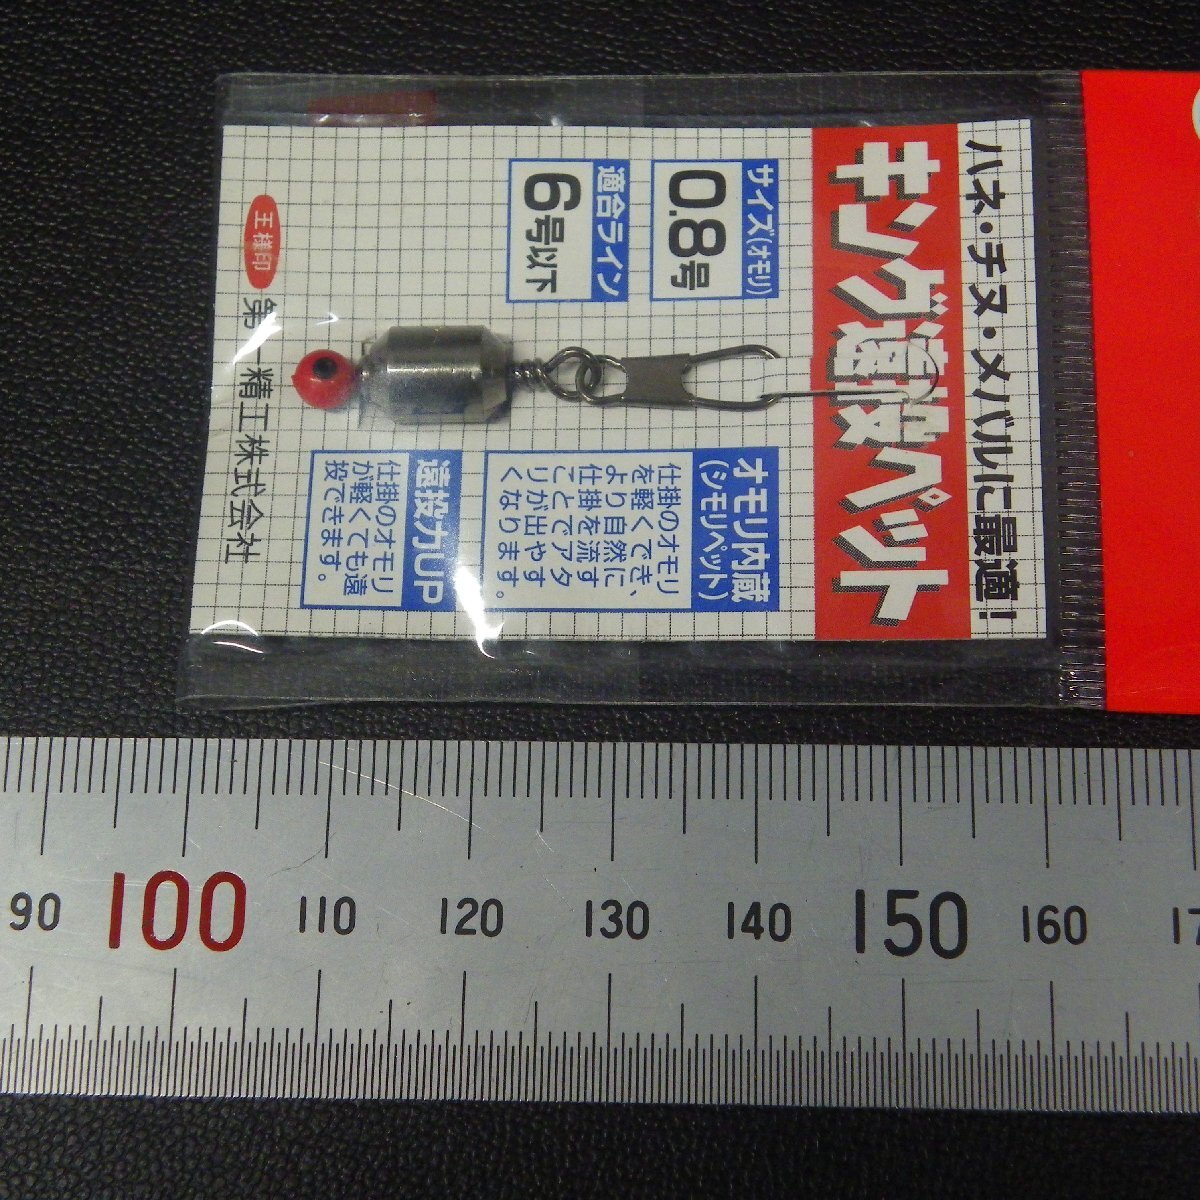 ハネ・チヌ・メバルに最適!
キング遠投ペット
サイズ(オモリ)
0.8号
適合ライン
6号以下
オモリ内蔵
(シモリペット)
仕掛のオモリ
を軽くでき、
より自然に
仕掛を流す
ことでアタ
リが出やす
くなります。
遠投力UP
仕掛のオモリ
が軽くても遠
投できます。
王様印
第一精工株式会社
90 100 110 120 130 140 150 160